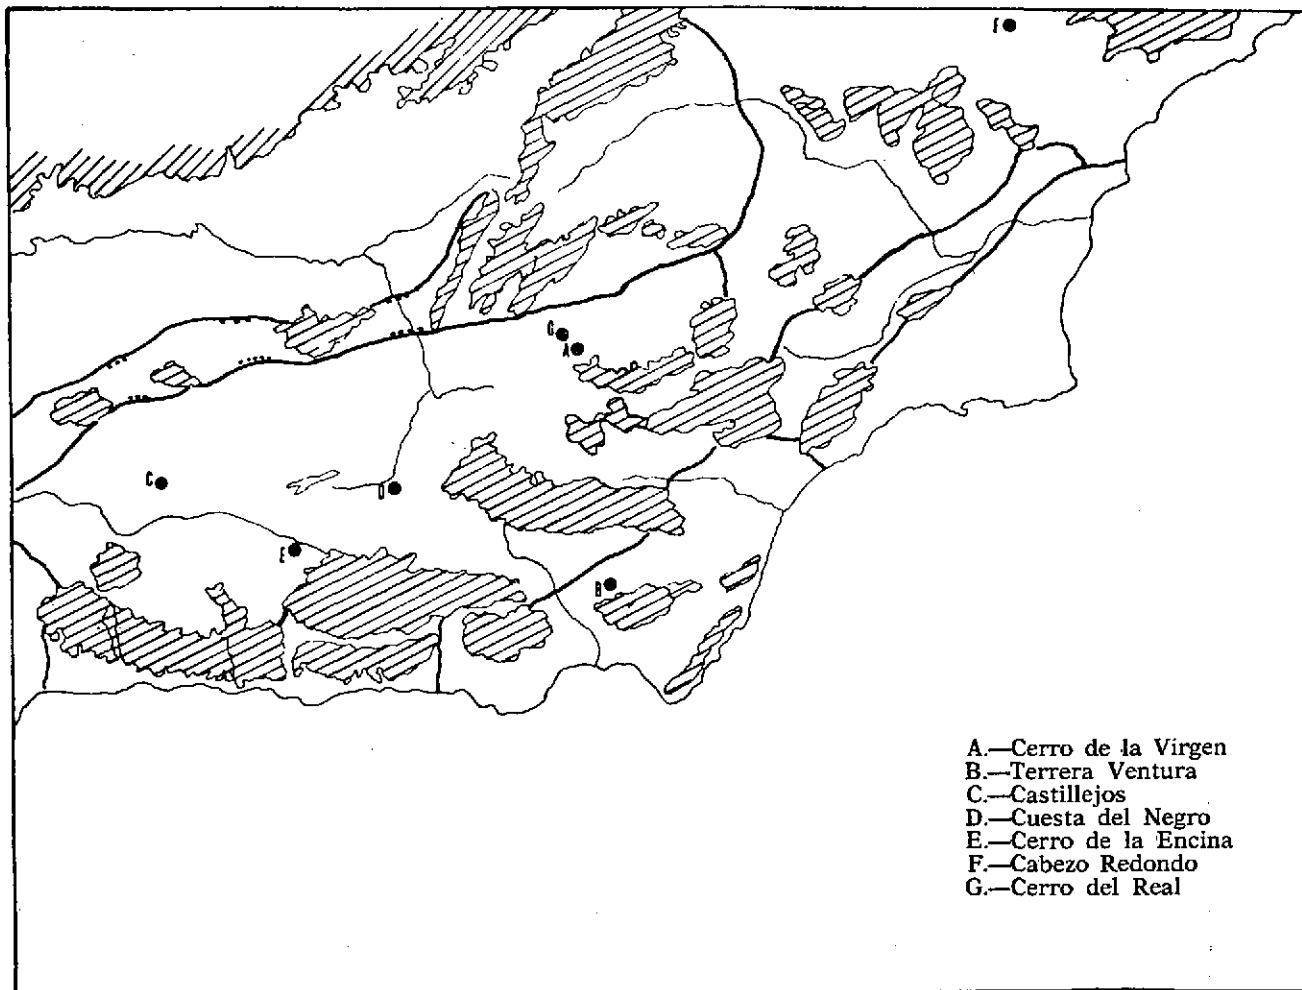 F
G
A
C
D
E
B
A.—Cerro de la Virgen
B.—Terrera Ventura
C.—Castillejos
D.—Cuesta del Negro
E.—Cerro de la Encina
F.—Cabezo Redondo
G.—Cerro del Real